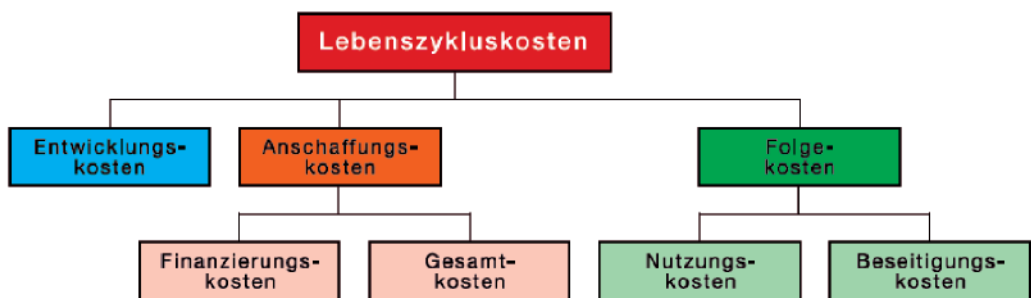 Lebenszykluskosten
Entwicklungs-
kosten
Anschaffungs-
kosten
Folge-
kosten
Finanzierungs-
kosten
Gesamt-
kosten
Nutzungs-
kosten
Beseitigungs-
kosten